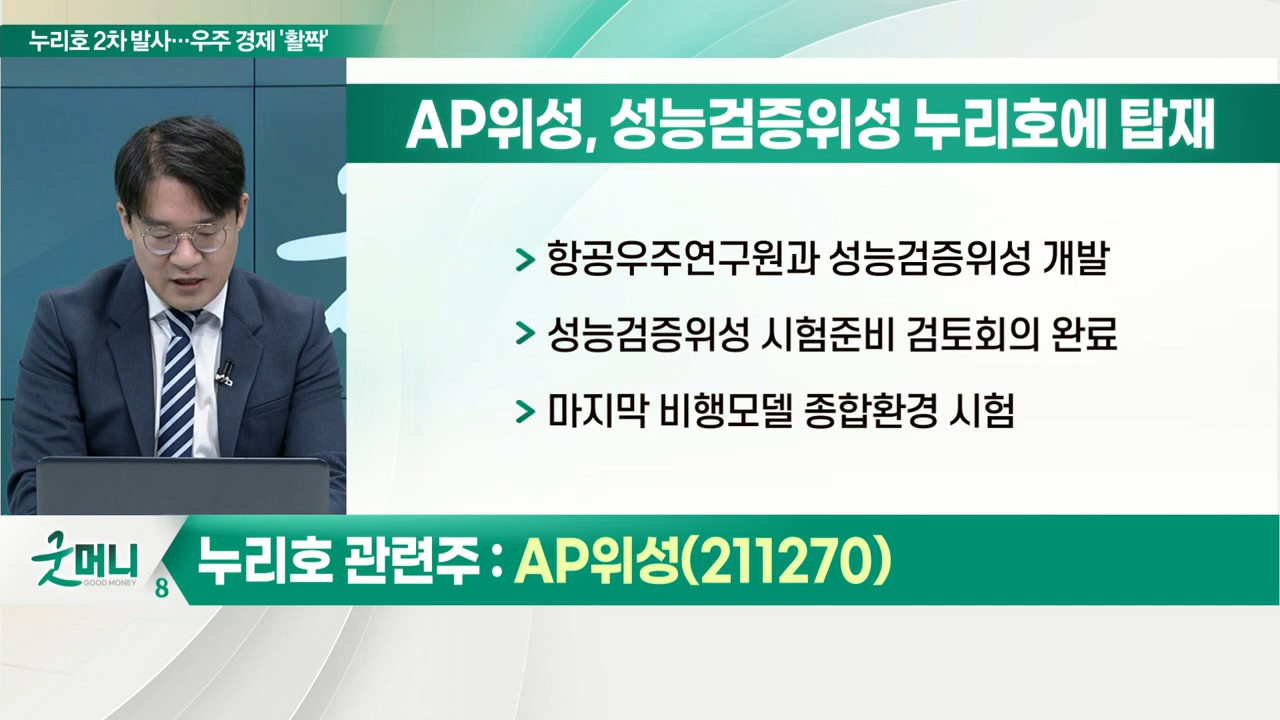 누리호 2차 발사…우주 경제 '활짝'
AP위성, 성능검증위성 누리호에 탑재
> 항공우주연구원과 성능검증위성 개발
> 성능검증위성 시험준비 검토회의 완료
> 마지막 비행모델 종합환경 시험
굿머니
GOOD MONEY
8
누리호 관련주 : AP위성(211270)